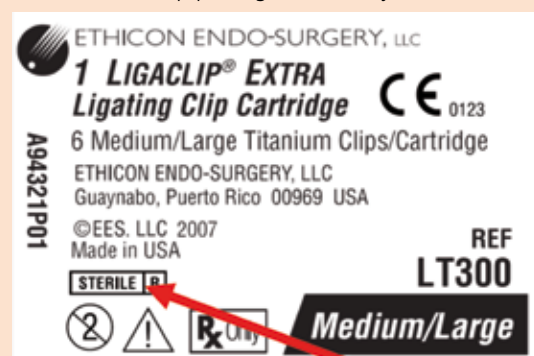 ETHICON ENDO-SURGERY, LLC
1 LIGACLIP® EXTRA
Ligating Clip Cartridge
CE 0123
6 Medium/Large Titanium Clips/Cartridge
ETHICON ENDO-SURGERY, LLC
Guaynabo, Puerto Rico 00969 USA
©EES, LLC 2007
Made in USA
A94321P01
REF
LT300
STERILE R
2
Rx Only
Medium/Large